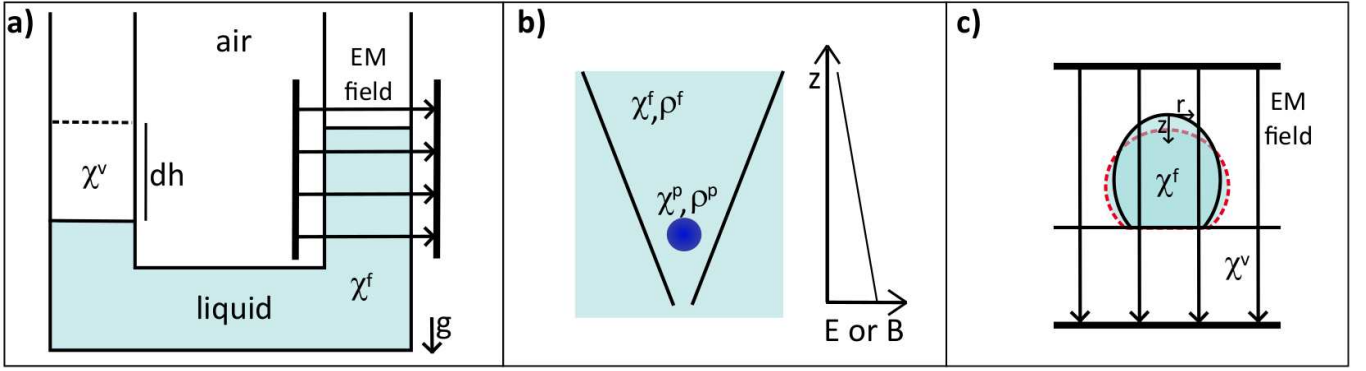 a)
air
EM
field
χᵛ
dh
χᶠ
liquid
g
b)
z
χᶠ,ρᶠ
χᵖ,ρᵖ
E or B
c)
r
z
EM
field
χᶠ
χᵛ